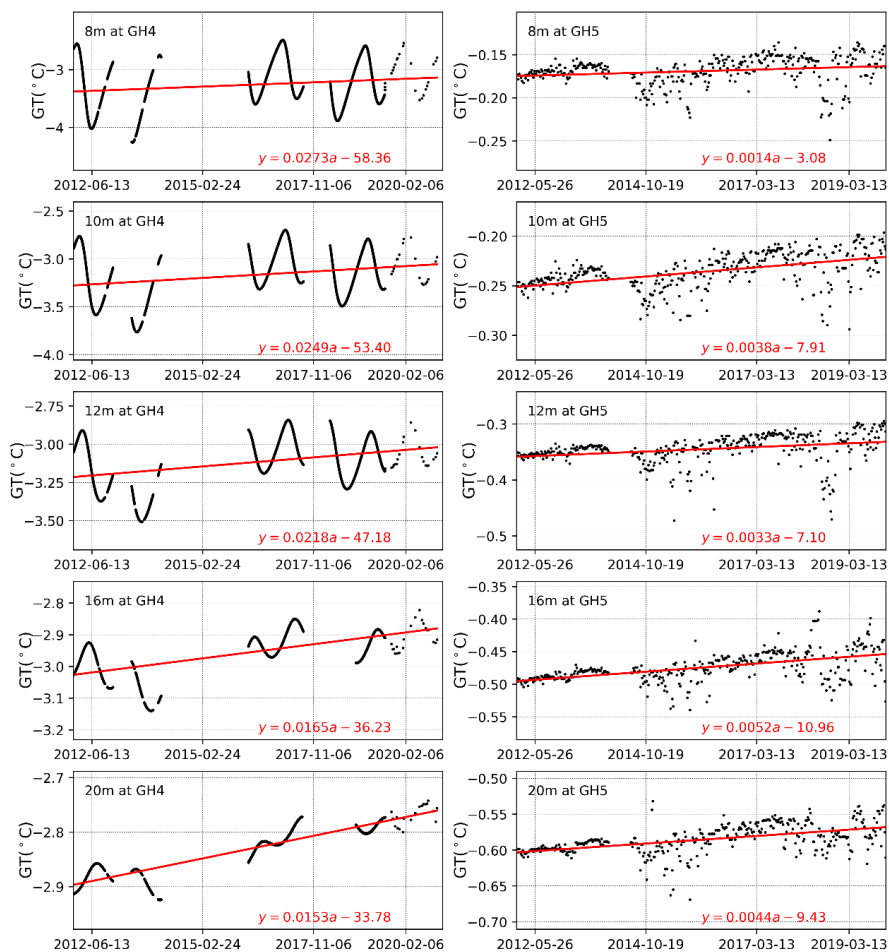 8m at GH4
GT(°C)
−3
−4
y = 0.0273a − 58.36
2012-06-13 2015-02-24 2017-11-06 2020-02-06
8m at GH5
GT(°C)
−0.15
−0.20
−0.25
y = 0.0014a − 3.08
2012-05-26 2014-10-19 2017-03-13 2019-03-13
10m at GH4
GT(°C)
−2.5
−3.0
−3.5
−4.0
y = 0.0249a − 53.40
2012-06-13 2015-02-24 2017-11-06 2020-02-06
10m at GH5
GT(°C)
−0.20
−0.25
−0.30
y = 0.0038a − 7.91
2012-05-26 2014-10-19 2017-03-13 2019-03-13
12m at GH4
GT(°C)
−2.75
−3.00
−3.25
−3.50
y = 0.0218a − 47.18
2012-06-13 2015-02-24 2017-11-06 2020-02-06
12m at GH5
GT(°C)
−0.3
−0.4
−0.5
y = 0.0033a − 7.10
2012-05-26 2014-10-19 2017-03-13 2019-03-13
16m at GH4
GT(°C)
−2.8
−2.9
−3.0
−3.1
−3.2
y = 0.0165a − 36.23
2012-06-13 2015-02-24 2017-11-06 2020-02-06
16m at GH5
GT(°C)
−0.35
−0.40
−0.45
−0.50
−0.55
y = 0.0052a − 10.96
2012-05-26 2014-10-19 2017-03-13 2019-03-13
20m at GH4
GT(°C)
−2.7
−2.8
−2.9
y = 0.0153a − 33.78
2012-06-13 2015-02-24 2017-11-06 2020-02-06
20m at GH5
GT(°C)
−0.50
−0.55
−0.60
−0.65
−0.70
y = 0.0044a − 9.43
2012-05-26 2014-10-19 2017-03-13 2019-03-13